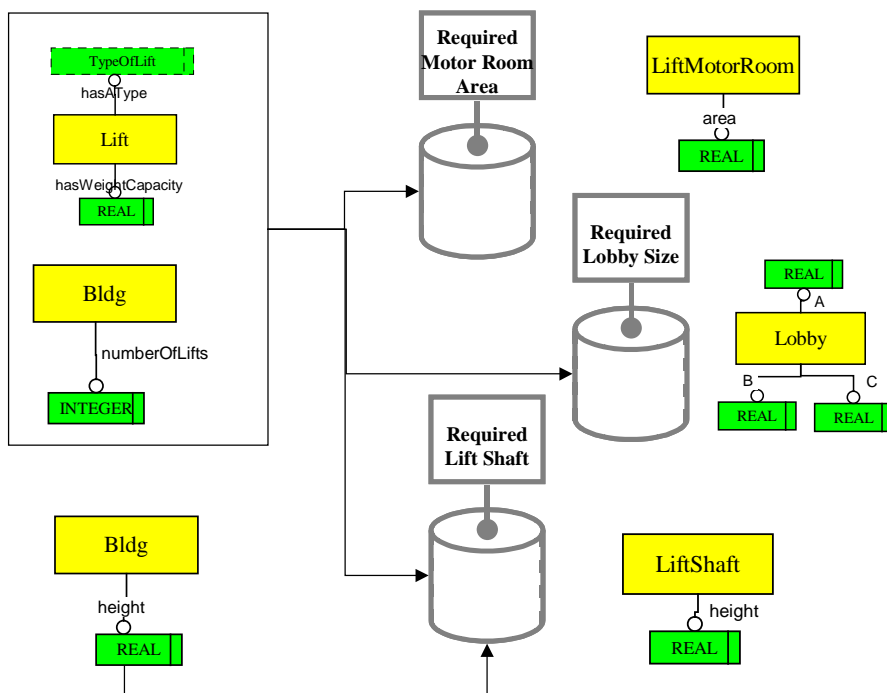 TypeOfLift
hasAType
Lift
hasWeightCapacity
REAL
Bldg
numberOfLifts
INTEGER
Required
Motor Room
Area
LiftMotorRoom
area
REAL
Required
Lobby Size
REAL
A
Lobby
B
C
REAL
REAL
Required
Lift Shaft
Bldg
height
REAL
LiftShaft
height
REAL